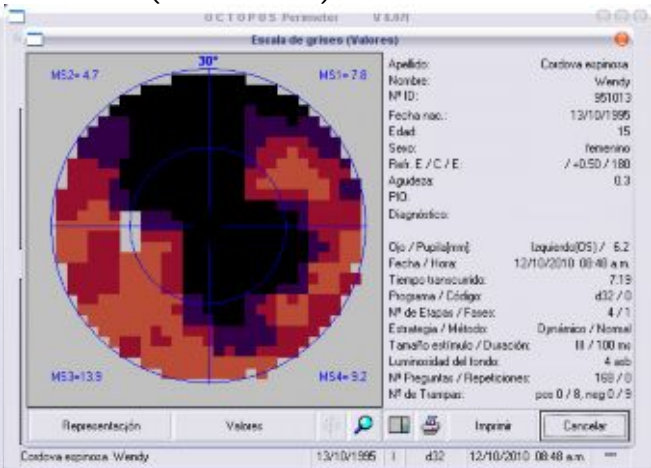 OCTOPUS Perimeter V 6.07f
Escala de grises (Valores)
30°
MS2= 4.7
MS1= 7.8
MS3=13.9
MS4= 9.2
Apellido: Cordova espinosa
Nombre: Wendy
Nº ID: 951013
Fecha nac.: 13/10/1995
Edad: 15
Sexo: femenino
Refr. E / C / E: / +0.50 / 180
Agudeza: 0.3
PIO:
Diagnóstico:
Ojo / Pupila[mm]: Izquierdo(OS) / 6.2
Fecha / Hora: 12/10/2010 08:48 a.m.
Tiempo transcurrido: 7:19
Programa / Código: d32 / 0
Nº de Etapas / Fases: 4 / 1
Estrategia / Método: Dynámico / Normal
Tamaño estímulo / Duración: III / 100 ms
Luminosidad del fondo: 4 asb
Nº Preguntas / Repeticiones: 168 / 0
Nº de Trampas: pos 0 / 8, neg 0 / 9
Representación
Valores
Imprimir
Cancelar
Cordova espinosa Wendy 13/10/1995 I d32 12/10/2010 08:48 a.m. ***